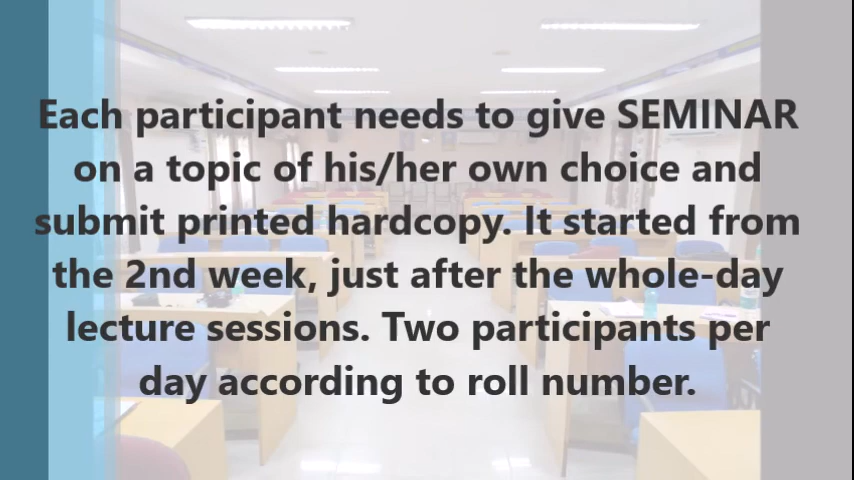 Each participant needs to give SEMINAR
on a topic of his/her own choice and
submit printed hardcopy. It started from
the 2nd week, just after the whole-day
lecture sessions. Two participants per
day according to roll number.